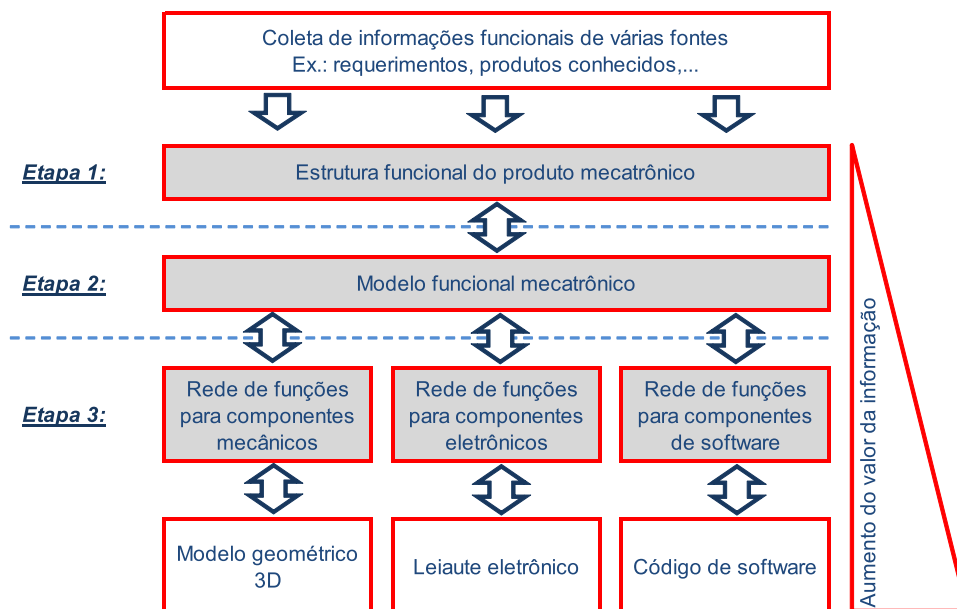 Coleta de informações funcionais de várias fontes
Ex.: requerimentos, produtos conhecidos,...
Etapa 1:
Estrutura funcional do produto mecatrônico
Etapa 2:
Modelo funcional mecatrônico
Etapa 3:
Rede de funções
para componentes
mecânicos
Rede de funções
para componentes
eletrônicos
Rede de funções
para componentes
de software
Modelo geométrico
3D
Leiaute eletrônico
Código de software
Aumento do valor da informação